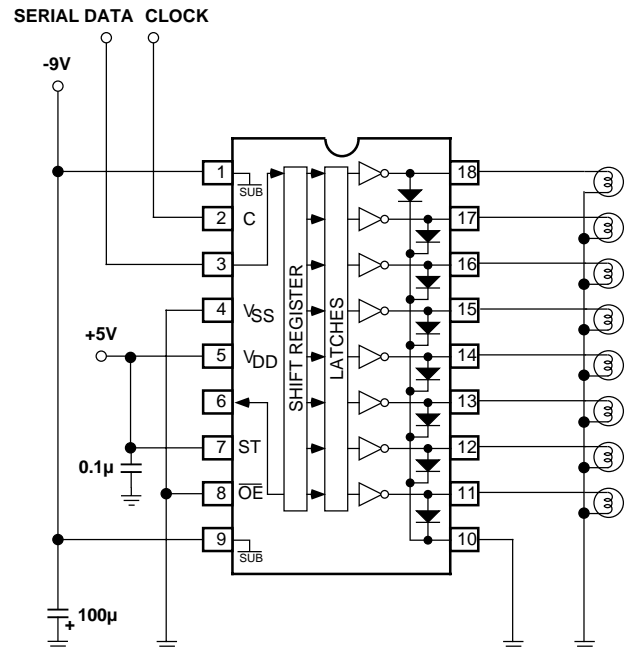 SERIAL DATA CLOCK
-9V
1 SUB 18
2 C 17
3 16
4 VSS 15
+5V
5 VDD 14
6 13
7 ST 12
0.1µ
8 OE 11
9 SUB 10
SHIFT REGISTER
LATCHES
100µ
+